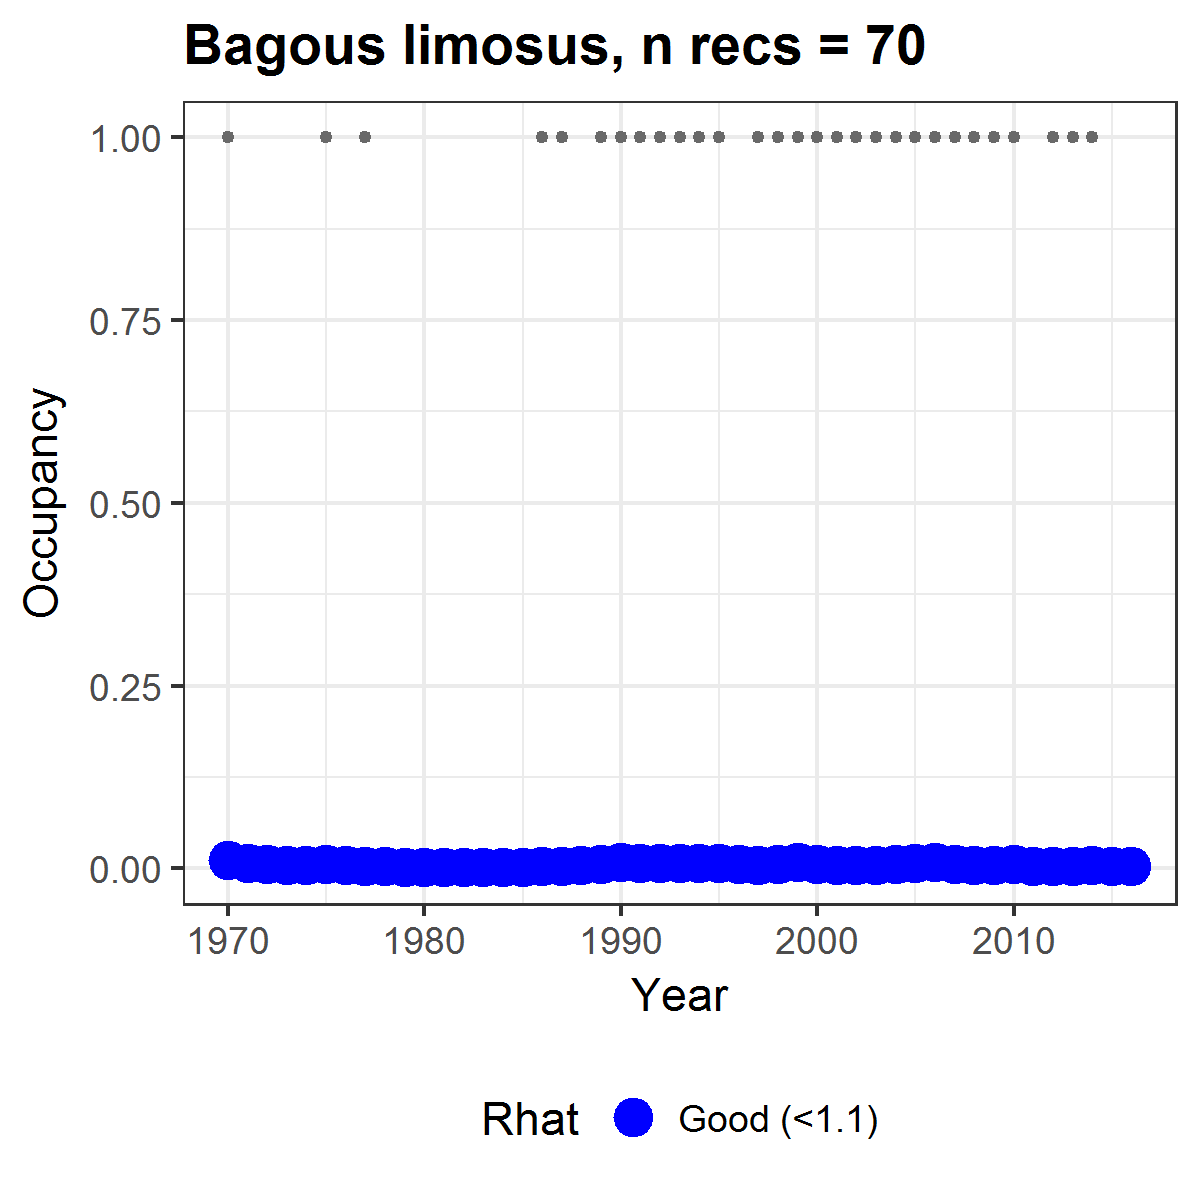 Bagous limosus, n recs = 70
1.00
0.75
0.50
0.25
0.00
Occupancy
1970 1980 1990 2000 2010
Year
Rhat Good (<1.1)